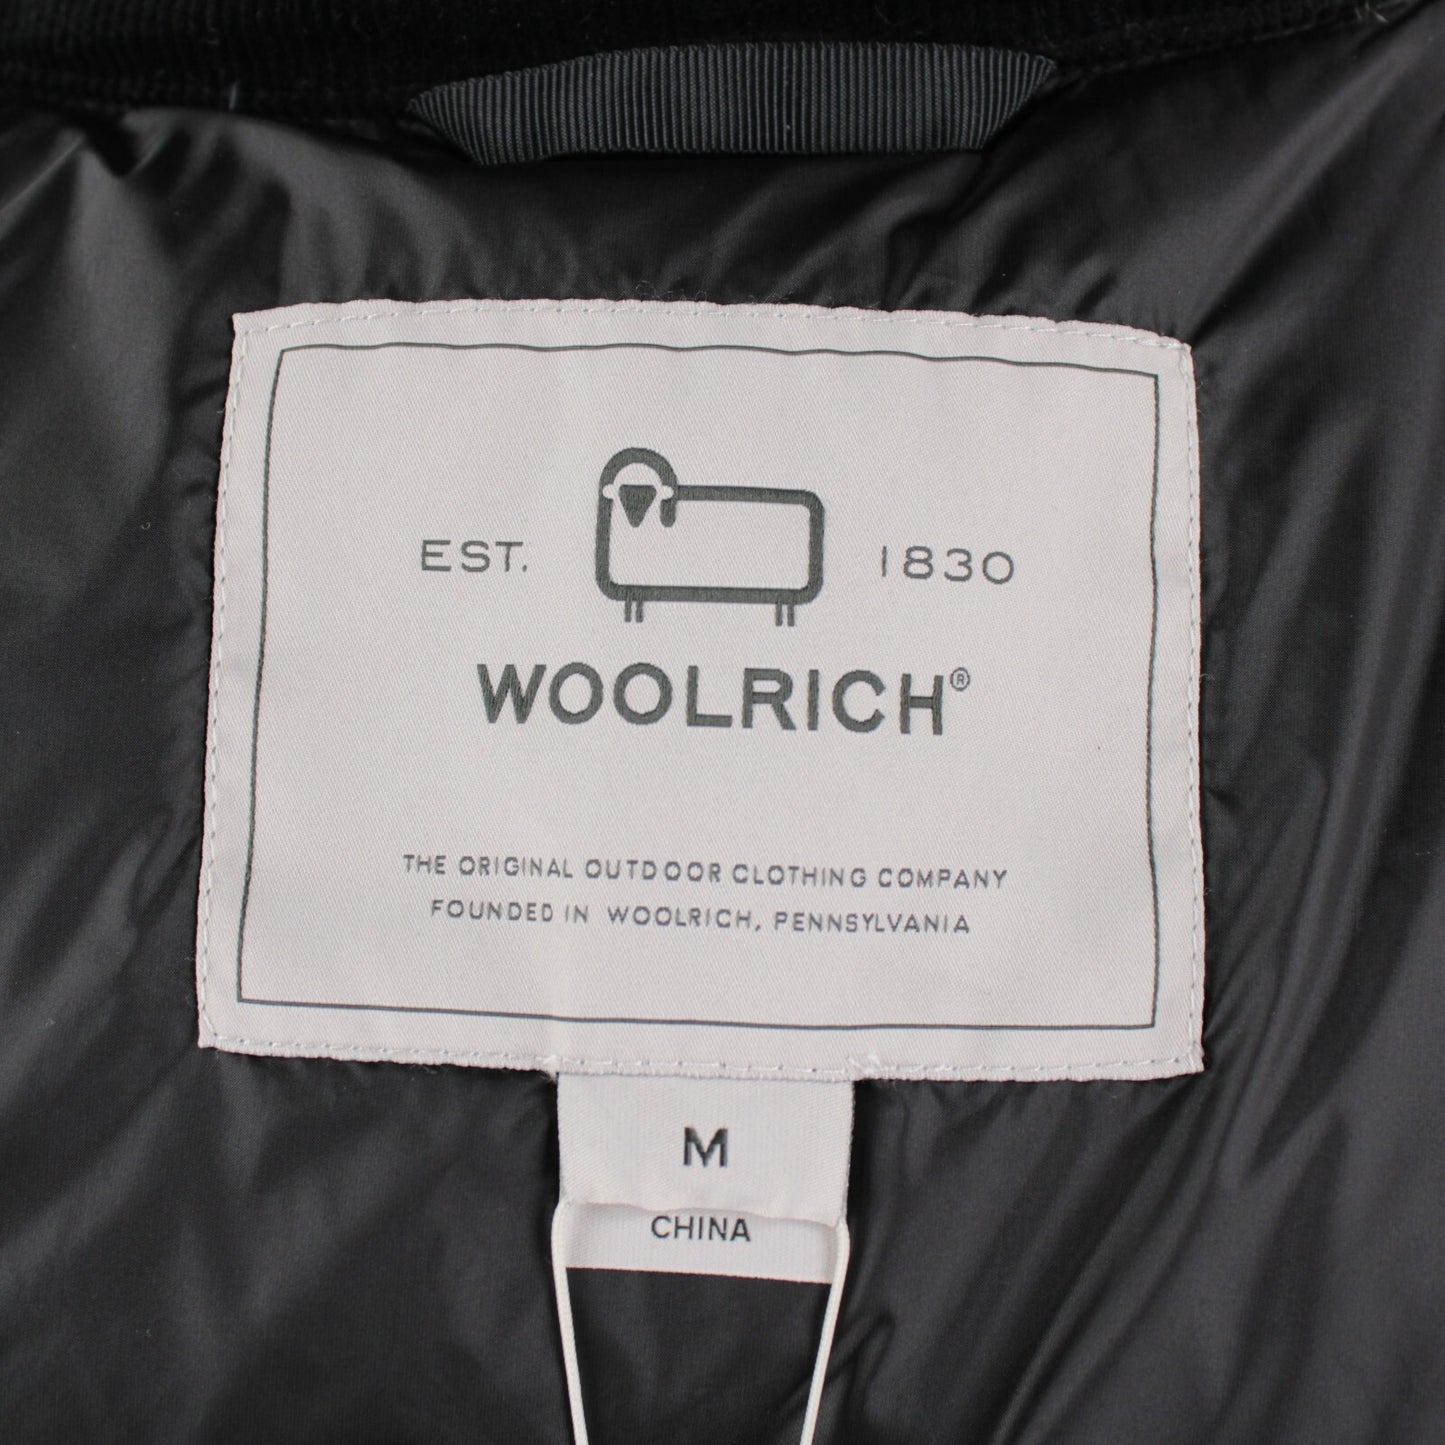 EST. 1830
WOOLRICH®
THE ORIGINAL OUTDOOR CLOTHING COMPANY
FOUNDED IN WOOLRICH, PENNSYLVANIA
M
CHINA